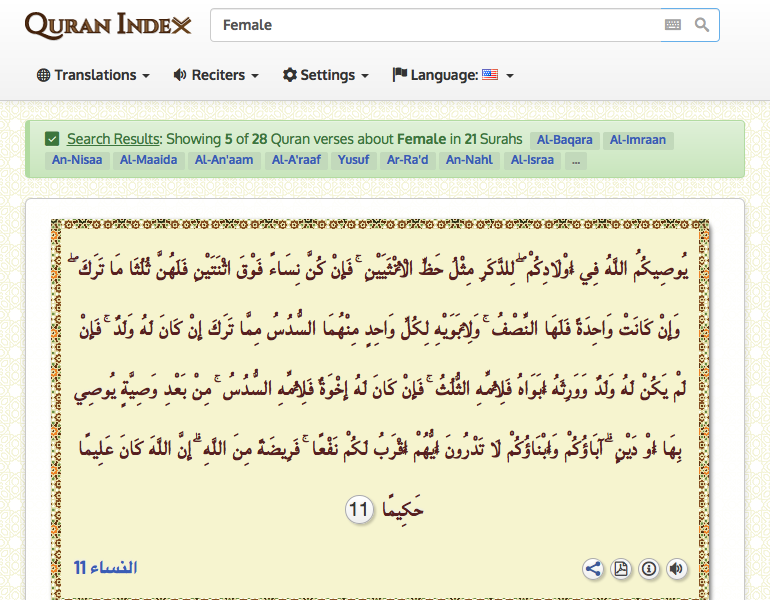 QURAN INDEX
Female
Translations
Reciters
Settings
Language:
Search Results: Showing 5 of 28 Quran verses about Female in 21 Surahs Al-Baqara Al-Imraan
An-Nisaa Al-Maaida Al-An'aam Al-A'raaf Yusuf Ar-Ra'd An-Nahl Al-Israa ...
يُوصِيكُمُ اللَّهُ فِي أَوْلَادِكُمْ ۖ لِلذَّكَرِ مِثْلُ حَظِّ الْأُنْثَيَيْنِ ۚ فَإِنْ كُنَّ نِسَاءً فَوْقَ اثْنَتَيْنِ فَلَهُنَّ ثُلُثَا مَا تَرَكَ ۖ
وَإِنْ كَانَتْ وَاحِدَةً فَلَهَا النِّصْفُ ۚ وَلِأَبَوَيْهِ لِكُلِّ وَاحِدٍ مِنْهُمَا السُّدُسُ مِمَّا تَرَكَ إِنْ كَانَ لَهُ وَلَدٌ ۚ فَإِنْ
لَمْ يَكُنْ لَهُ وَلَدٌ وَوَرِثَهُ أَبَوَاهُ فَلِأُمِّهِ الثُّلُثُ ۚ فَإِنْ كَانَ لَهُ إِخْوَةٌ فَلِأُمِّهِ السُّدُسُ ۚ مِنْ بَعْدِ وَصِيَّةٍ يُوصِي
بِهَا أَوْ دَيْنٍ ۗ آبَاؤُكُمْ وَأَبْنَاؤُكُمْ لَا تَدْرُونَ أَيُّهُمْ أَقْرَبُ لَكُمْ نَفْعًا ۚ فَرِيضَةً مِنَ اللَّهِ ۗ إِنَّ اللَّهَ كَانَ عَلِيمًا
حَكِيمًا 11
النساء 11